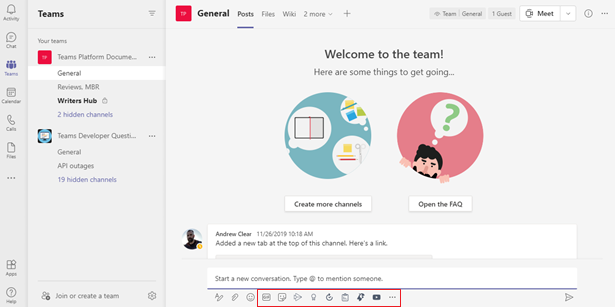 Activity
Chat
Teams
Calendar
Calls
Files
Apps
Help
Teams
Your teams
TP
Teams Platform Docume...
General
Reviews, MBR
Writers Hub
2 hidden channels
Teams Developer Questi...
General
API outages
19 hidden channels
Join or create a team
TP
General
Posts
Files
Wiki
2 more
Team | General
1 Guest
Meet
Welcome to the team!
Here are some things to get going...
Create more channels
Open the FAQ
Andrew Clear 11/26/2019 10:18 AM
Added a new tab at the top of this channel. Here's a link.
Start a new conversation. Type @ to mention someone.
GIF